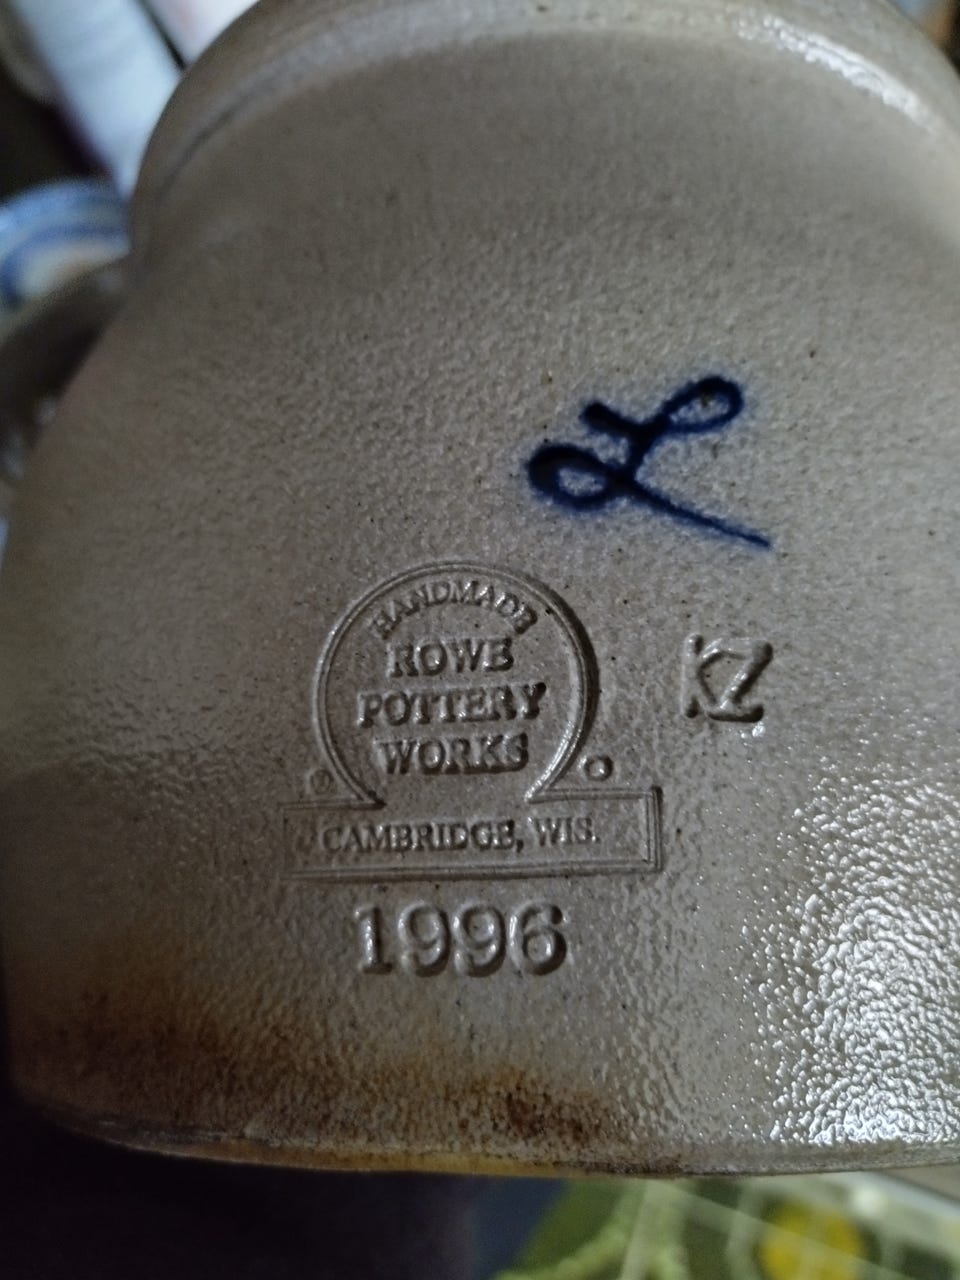 HANDMADE
ROWE
POTTERY
WORKS
®
CAMBRIDGE, WIS.
1996
KZ